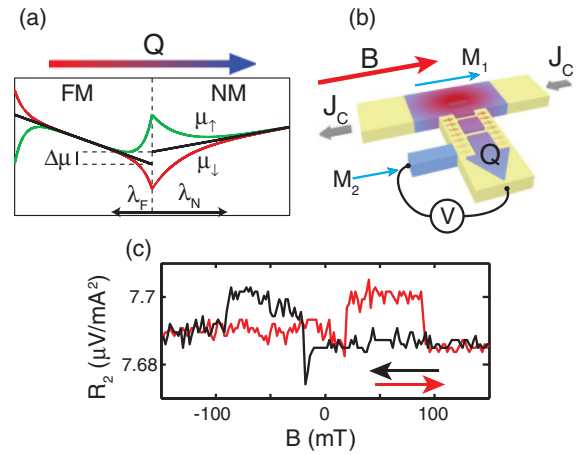 (a)
Q
FM
NM
μ↑
Δμ
μ↓
λF
λN
(b)
B
M1
JC
JC
Q
M2
V
(c)
R2 (μV/mA²)
7.7
7.68
-100
0
100
B (mT)